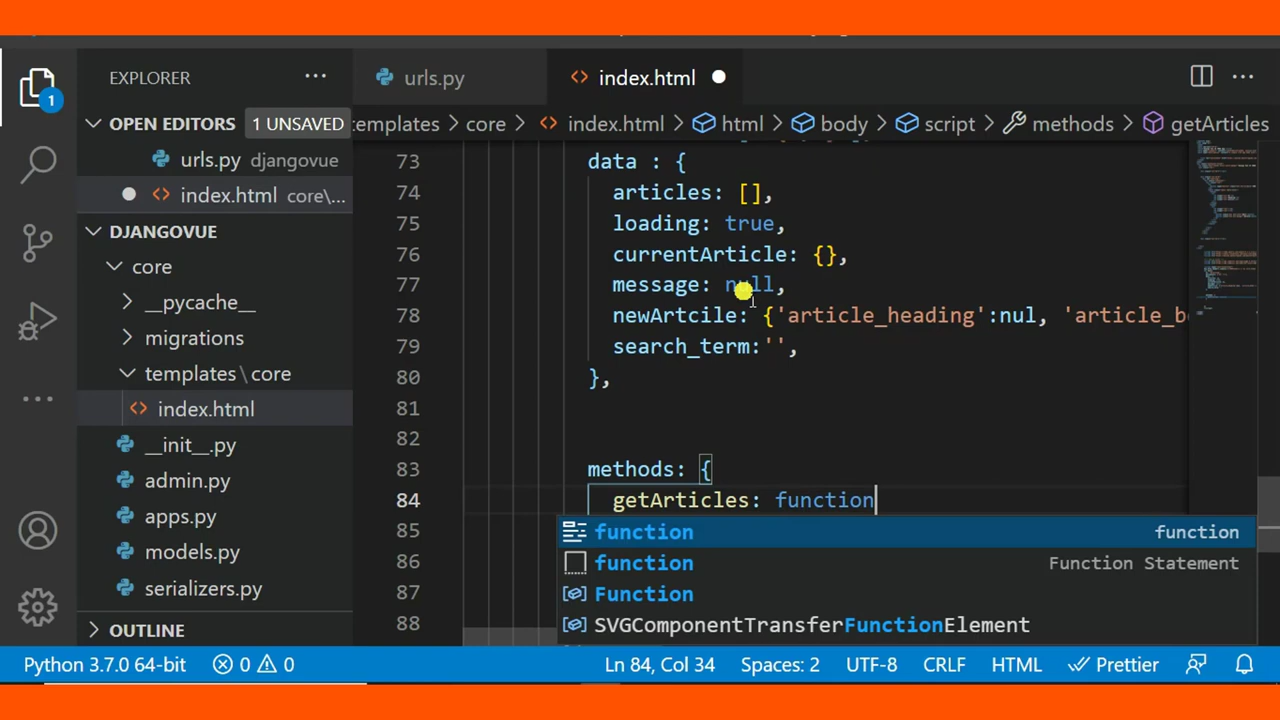 EXPLORER
OPEN EDITORS
1 UNSAVED
urls.py djangovue
index.html core\...
DJANGOVUE
core
__pycache__
migrations
templates\core
index.html
__init__.py
admin.py
apps.py
models.py
serializers.py
OUTLINE
1
urls.py
index.html
templates > core > index.html > html > body > script > methods > getArticles
73 data : {
74 articles: [],
75 loading: true,
76 currentArticle: {},
77 message: null,
78 newArtcile: {'article_heading':nul, 'article_b
79 search_term:'',
80 },
81
82
83 methods: {
84 getArticles: function
85
86
87
88
function function
function Function Statement
Function
SVGComponentTransferFunctionElement
Python 3.7.0 64-bit
0 0
Ln 84, Col 34
Spaces: 2
UTF-8
CRLF
HTML
Prettier